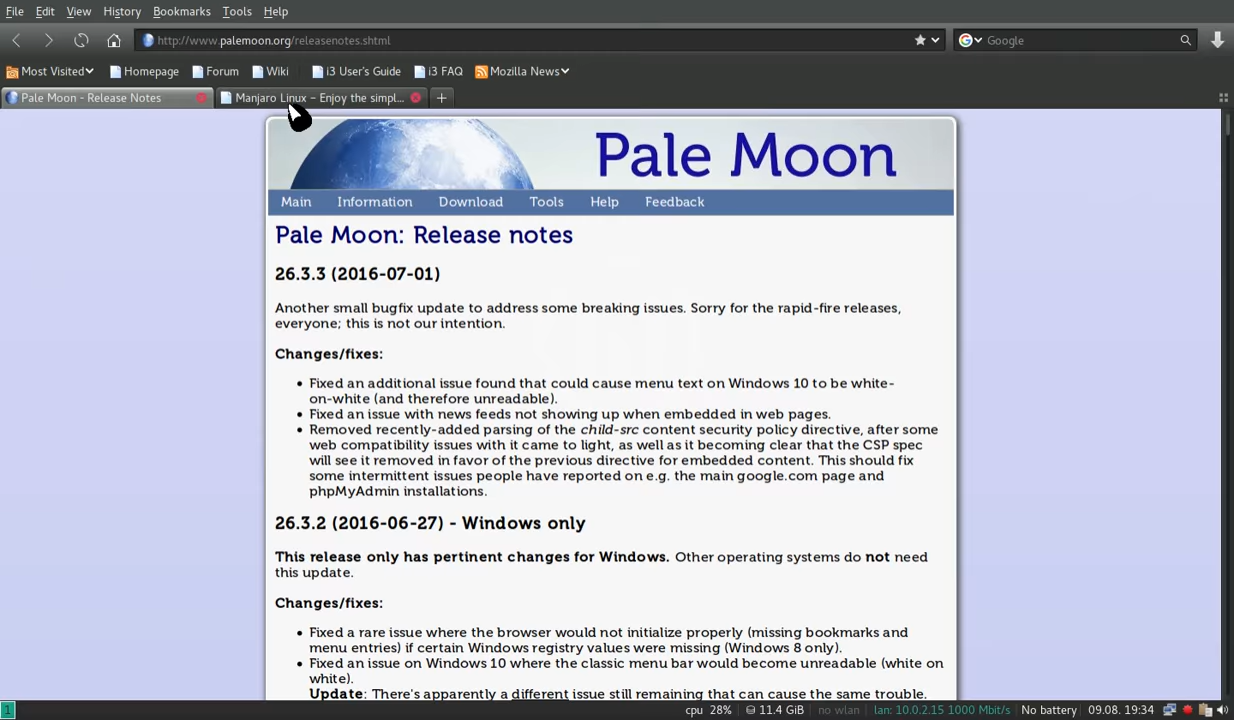 File Edit View History Bookmarks Tools Help
http://www.palemoon.org/releasenotes.shtml Google
Most Visited Homepage Forum Wiki i3 User's Guide i3 FAQ Mozilla News
Pale Moon - Release Notes Manjaro Linux – Enjoy the simpl...
Pale Moon
Main Information Download Tools Help Feedback
Pale Moon: Release notes
26.3.3 (2016-07-01)
Another small bugfix update to address some breaking issues. Sorry for the rapid-fire releases,
everyone; this is not our intention.
Changes/fixes:
• Fixed an additional issue found that could cause menu text on Windows 10 to be white-
on-white (and therefore unreadable).
• Fixed an issue with news feeds not showing up when embedded in web pages.
• Removed recently-added parsing of the child-src content security policy directive, after some
web compatibility issues with it came to light, as well as it becoming clear that the CSP spec
will see it removed in favor of the previous directive for embedded content. This should fix
some intermittent issues people have reported on e.g. the main google.com page and
phpMyAdmin installations.
26.3.2 (2016-06-27) - Windows only
This release only has pertinent changes for Windows. Other operating systems do not need
this update.
Changes/fixes:
• Fixed a rare issue where the browser would not initialize properly (missing bookmarks and
menu entries) if certain Windows registry values were missing (Windows 8 only).
• Fixed an issue on Windows 10 where the classic menu bar would become unreadable (white on
white).
Update: There's apparently a different issue still remaining that can cause the same trouble.
1 cpu 28% 11.4 GiB no wlan lan: 10.0.2.15 1000 Mbit/s No battery 09.08. 19:34